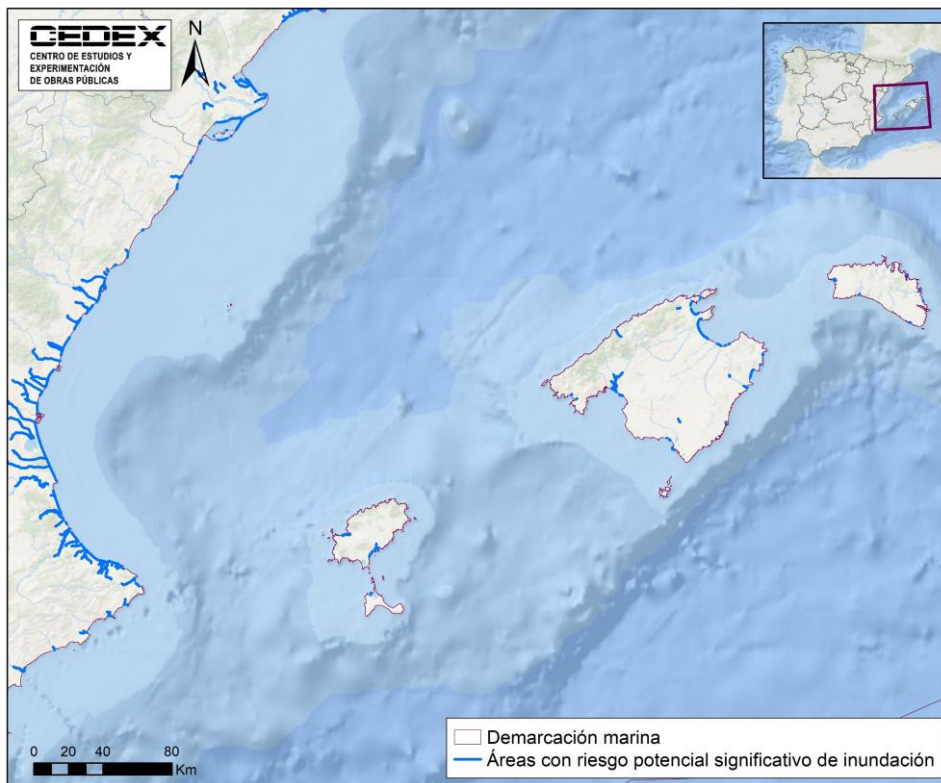 CEDEX
CENTRO DE ESTUDIOS Y
EXPERIMENTACIÓN
DE OBRAS PÚBLICAS
N
Demarcación marina
Áreas con riesgo potencial significativo de inundación
0 20 40 80
Km